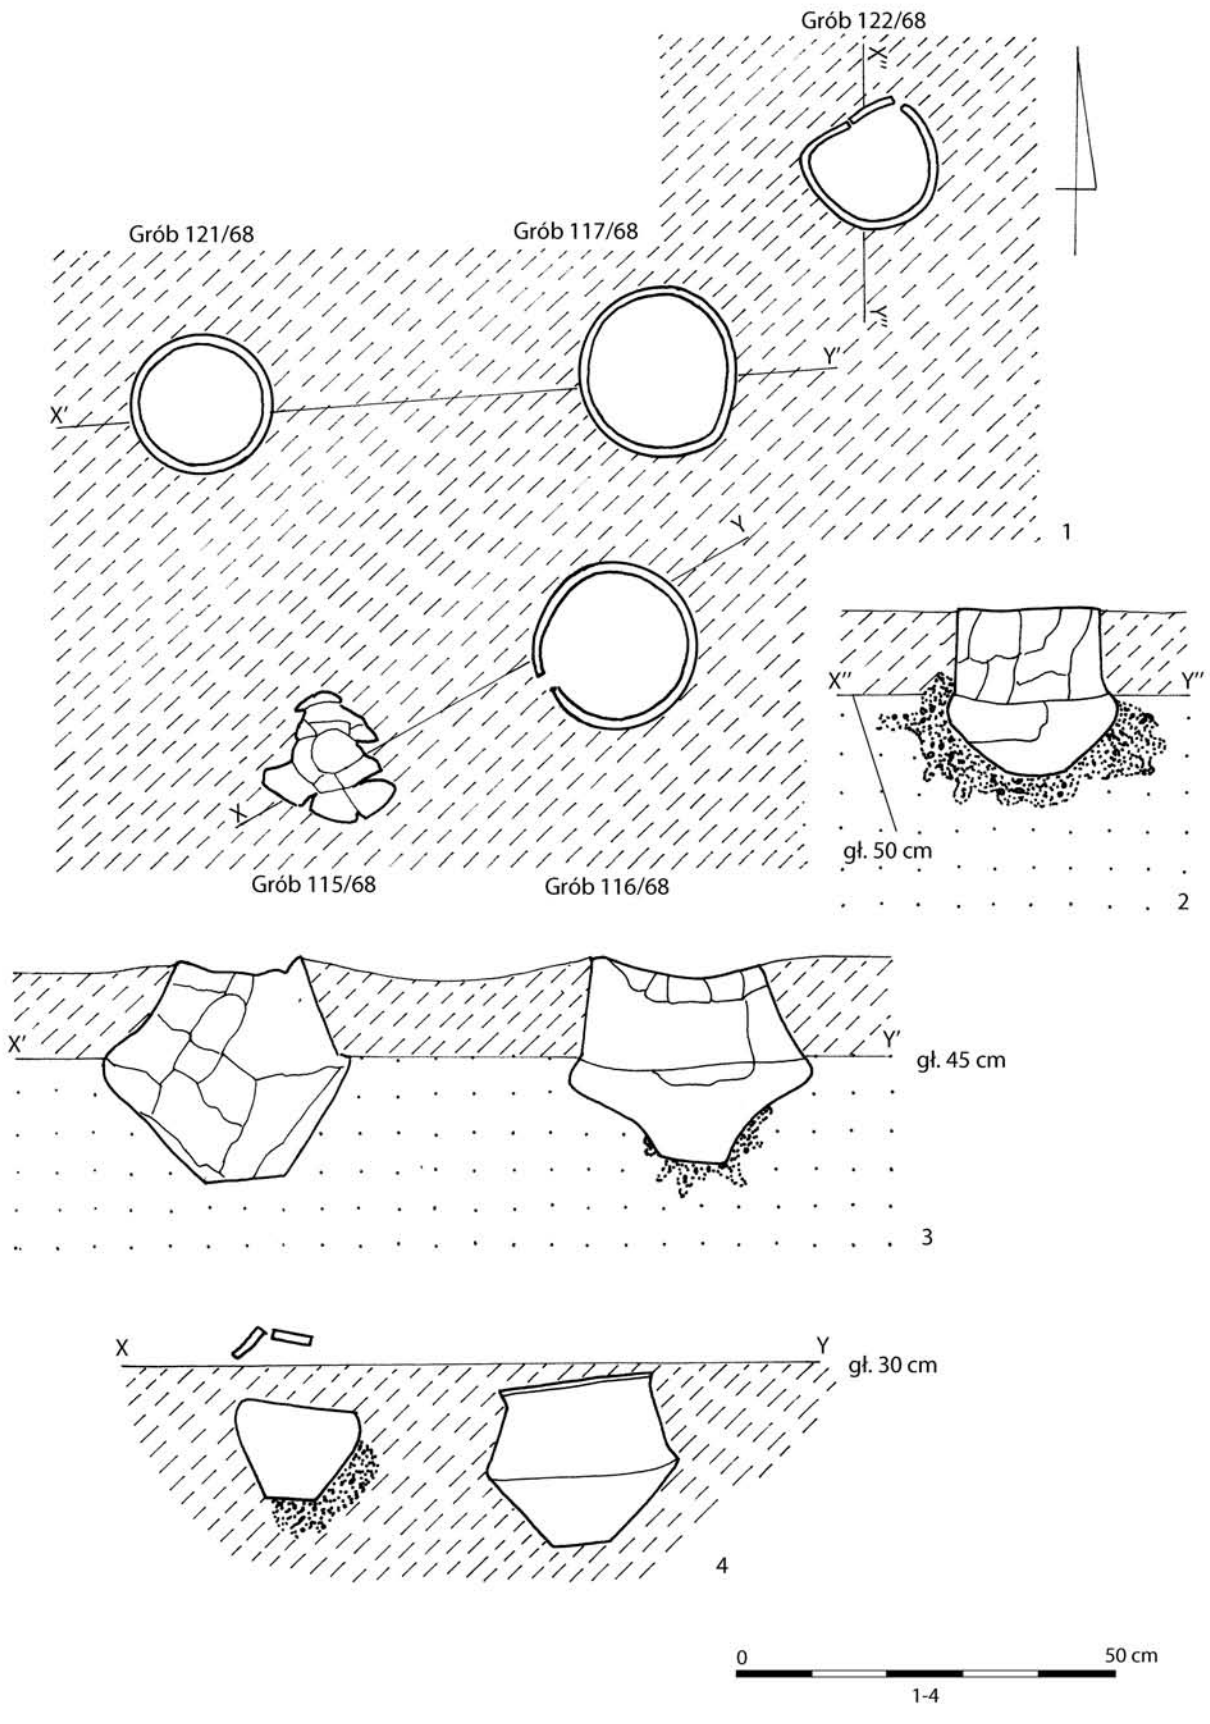 Grób 122/68
X'''
Grób 121/68
Grób 117/68
Y'''
Y'
X'
Y
1
X''
Y''
X
gł. 50 cm
Grób 115/68
Grób 116/68
2
X'
Y'
gł. 45 cm
3
X
Y
gł. 30 cm
4
0
50 cm
1-4